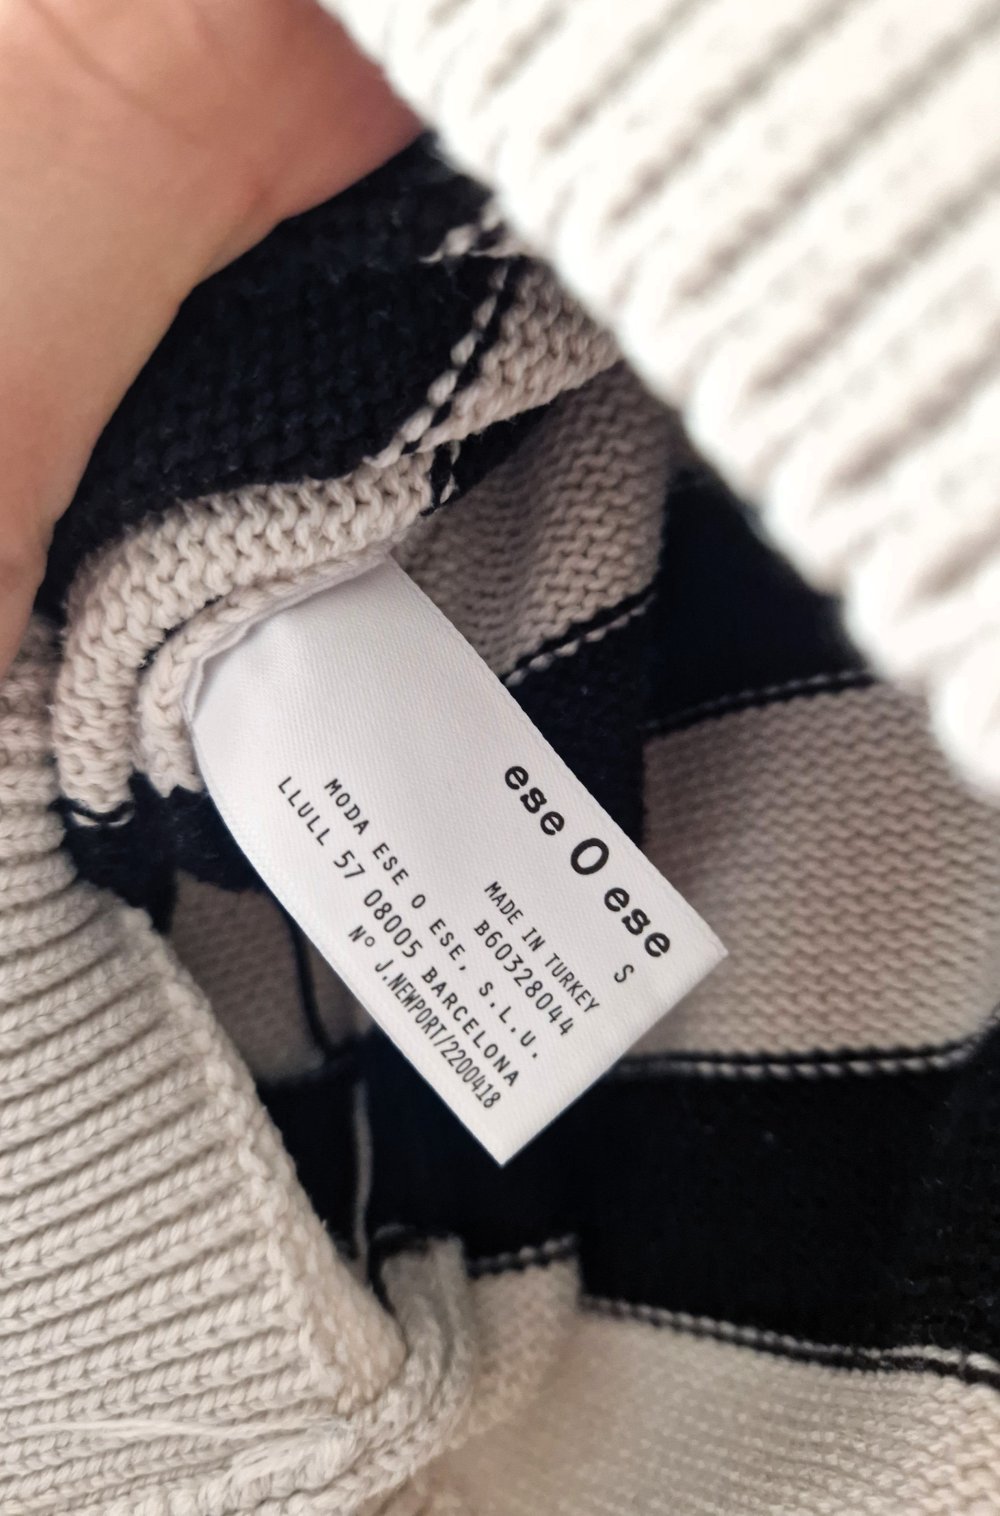 ese O ese
S
MADE IN TURKEY
B60328044
MODA ESE O ESE, S.L.U.
LLULL 57 08005 BARCELONA
Nº J.NEWPORT/2200418